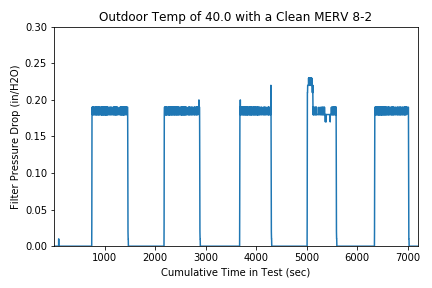 Outdoor Temp of 40.0 with a Clean MERV 8-2
Filter Pressure Drop (in/H2O)
0.30
0.25
0.20
0.15
0.10
0.05
0.00
1000 2000 3000 4000 5000 6000 7000
Cumulative Time in Test (sec)